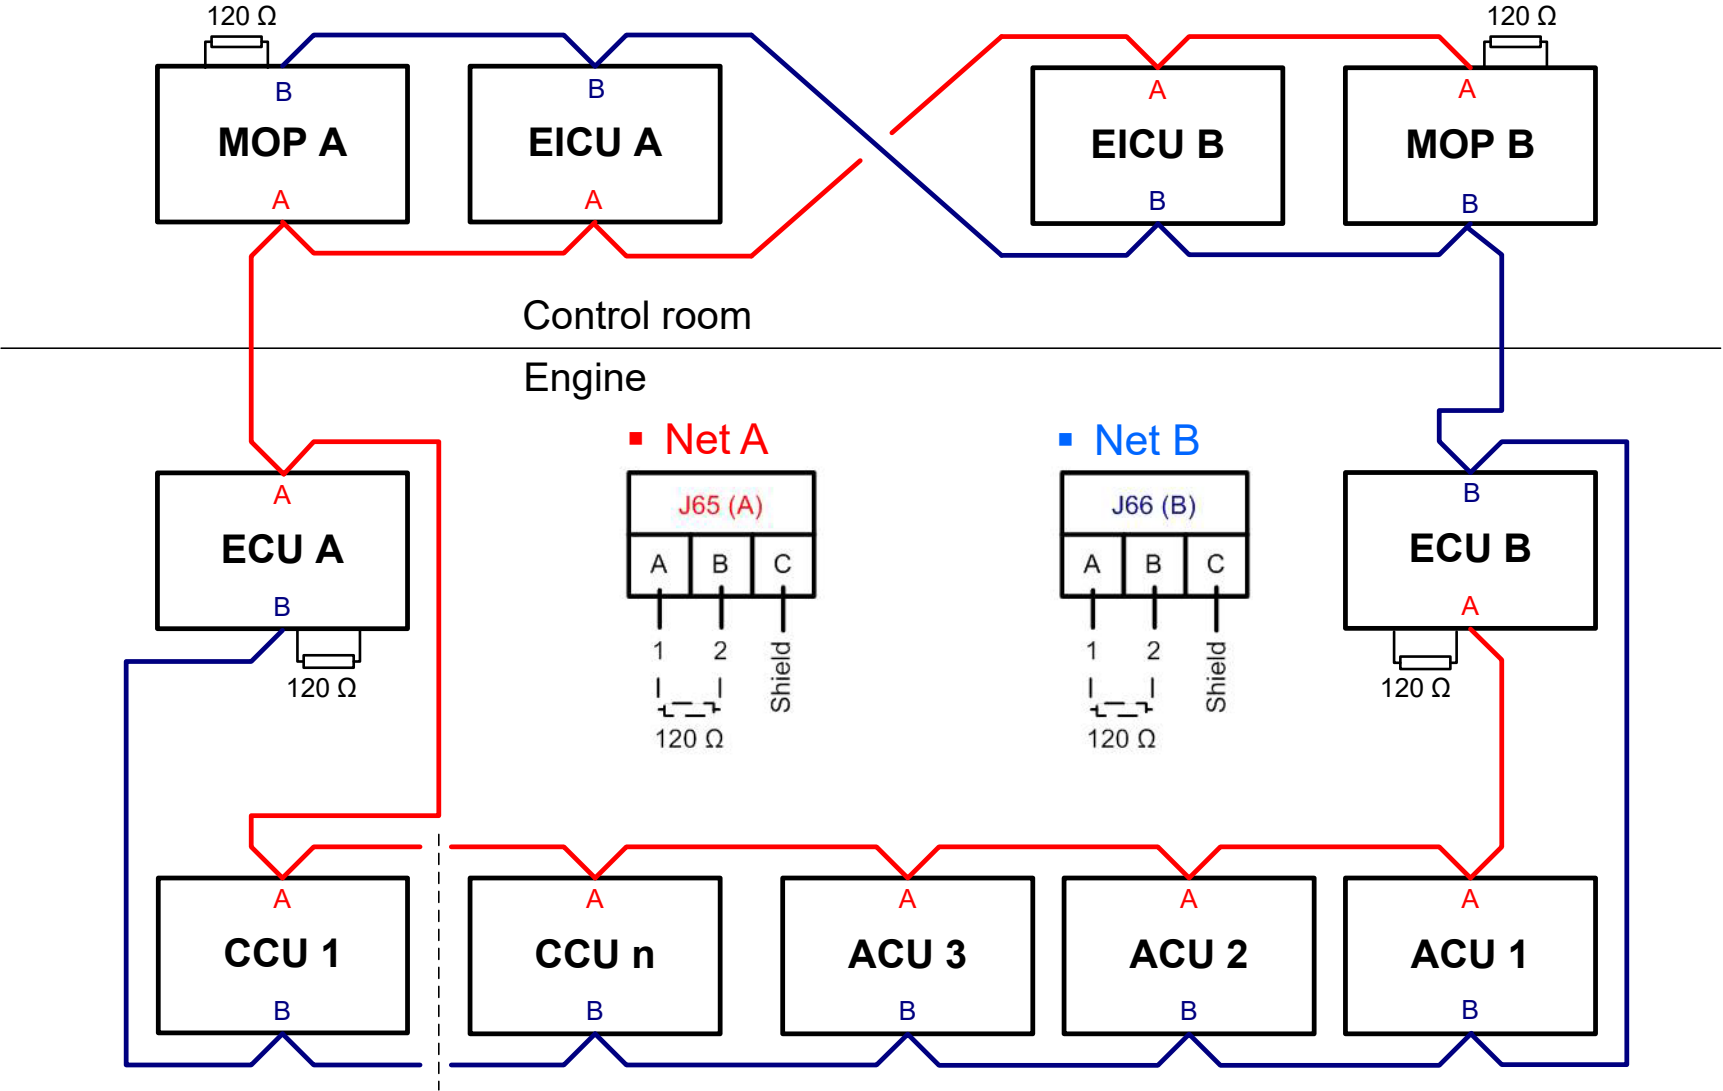 120 Ω
120 Ω
B
MOP A
A
B
EICU A
A
A
EICU B
B
A
MOP B
B
Control room
Engine
Net A
Net B
A
ECU A
B
120 Ω
J65 (A)
A B C
1 2 Shield
120 Ω
J66 (B)
A B C
1 2 Shield
120 Ω
B
ECU B
A
120 Ω
A
CCU 1
B
A
CCU n
B
A
ACU 3
B
A
ACU 2
B
A
ACU 1
B